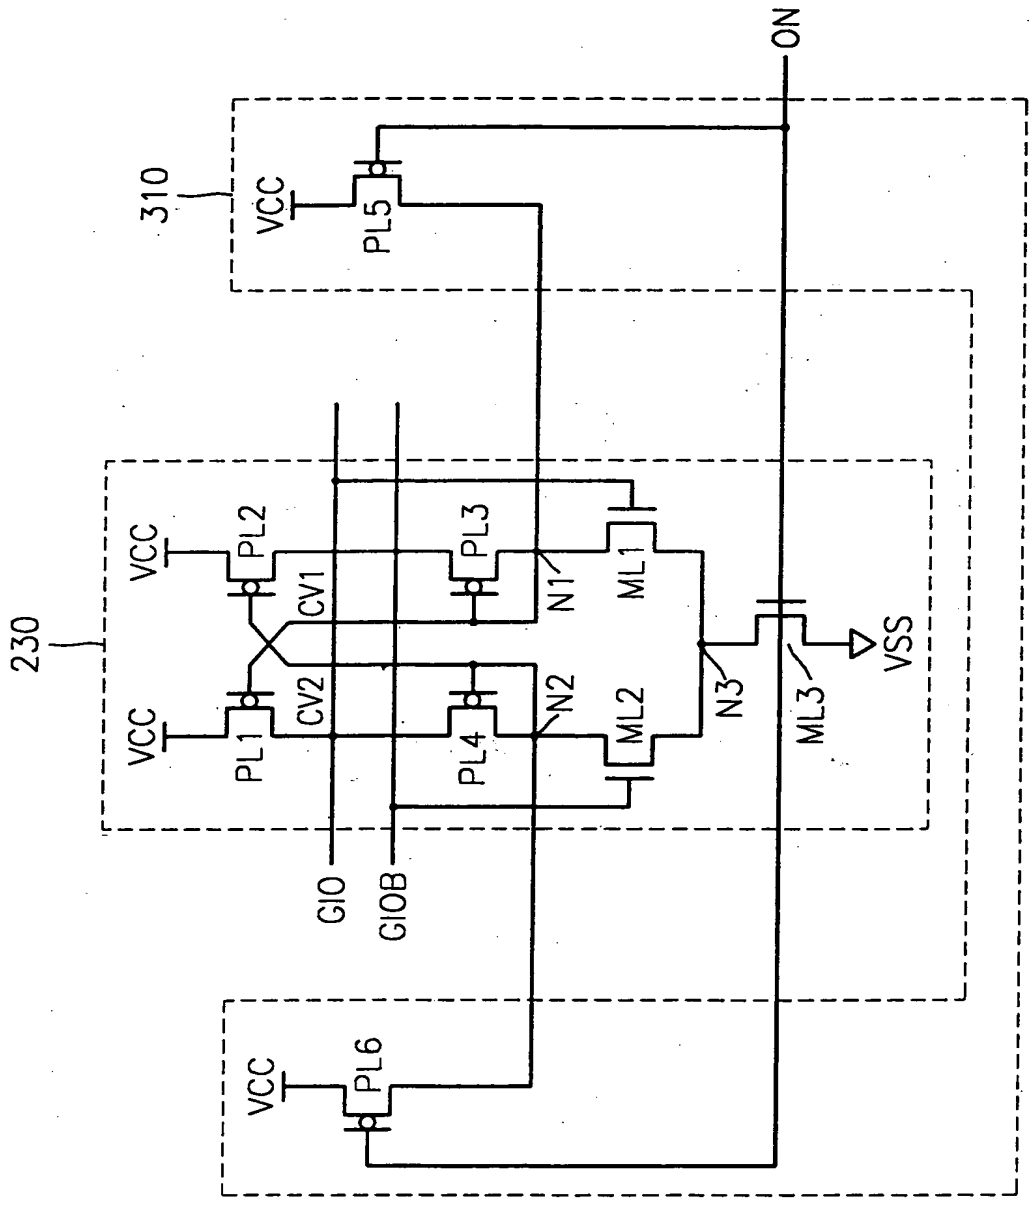 230
310
VCC
VCC
VCC
VCC
PL1
PL2
PL5
PL6
CV2
CV1
GIO
GIOB
PL4
PL3
N2
N1
ML2
ML1
N3
ML3
VSS
ON